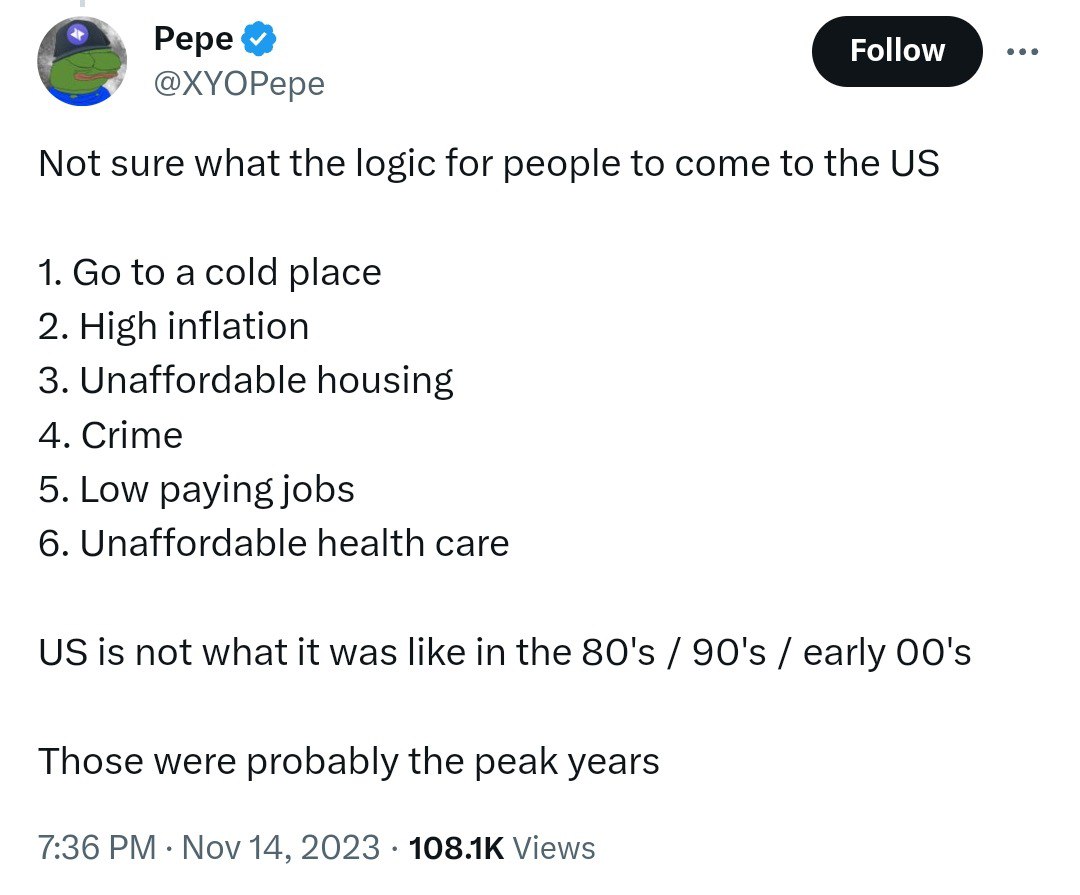 Pepe
@XYOPepe
Follow
Not sure what the logic for people to come to the US
1. Go to a cold place
2. High inflation
3. Unaffordable housing
4. Crime
5. Low paying jobs
6. Unaffordable health care
US is not what it was like in the 80's / 90's / early 00's
Those were probably the peak years
7:36 PM · Nov 14, 2023 · 108.1K Views